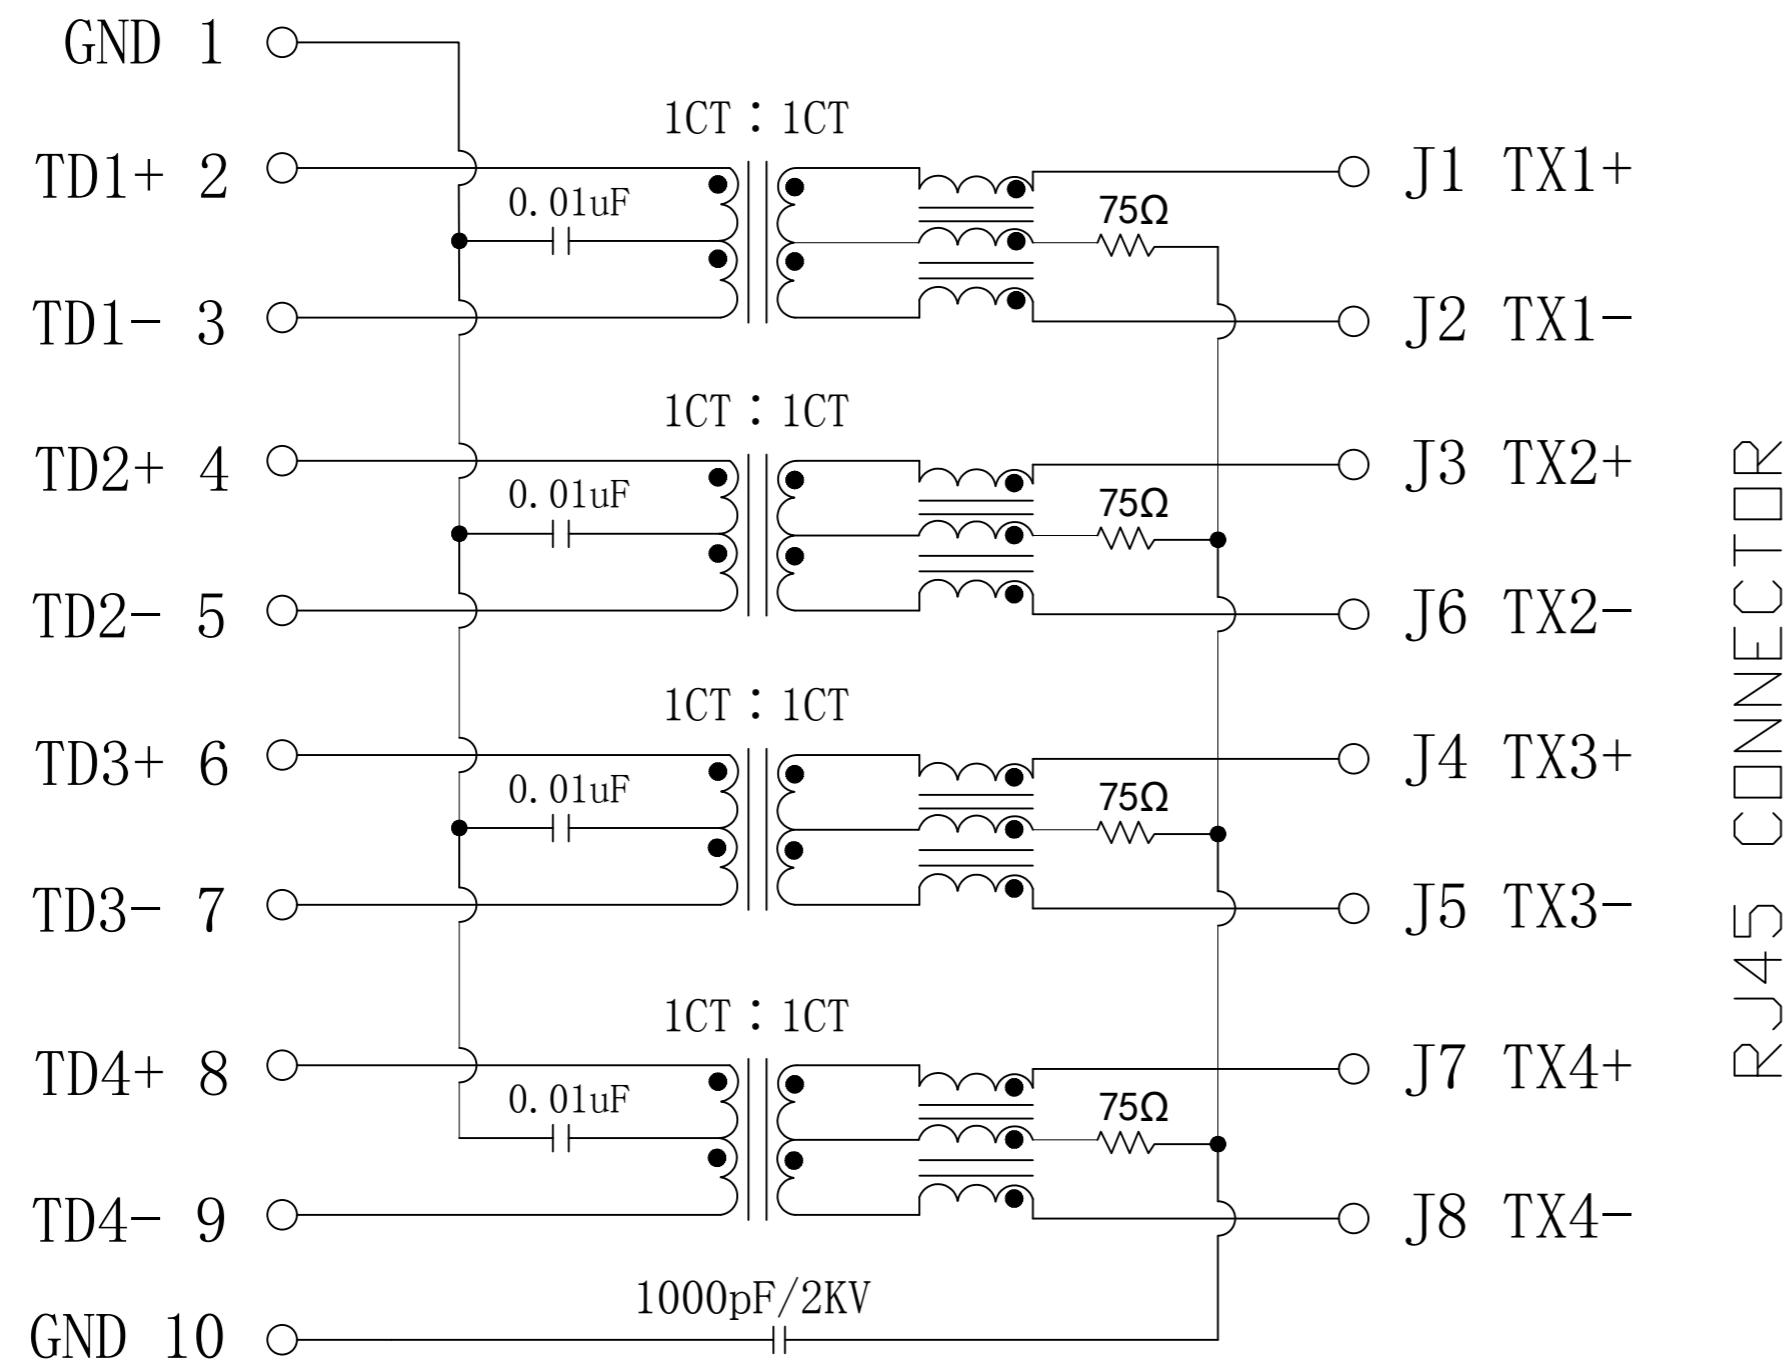 GND 1
1CT:1CT
TD1+ 2
0.01uF
75Ω
J1 TX1+
TD1- 3
J2 TX1-
1CT:1CT
TD2+ 4
0.01uF
75Ω
J3 TX2+
TD2- 5
J6 TX2-
1CT:1CT
TD3+ 6
0.01uF
75Ω
J4 TX3+
TD3- 7
J5 TX3-
1CT:1CT
TD4+ 8
0.01uF
75Ω
J7 TX4+
TD4- 9
J8 TX4-
1000pF/2KV
GND 10
RJ45 CONNECTOR